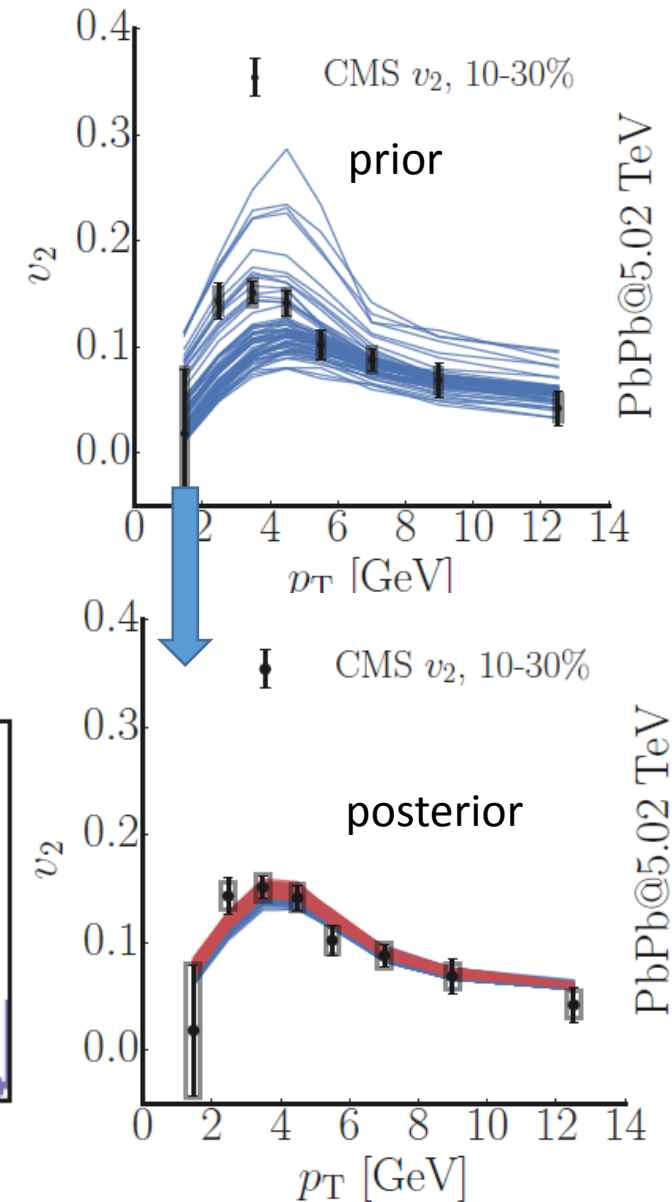 0.4
CMS v₂, 10-30%
0.3
prior
0.2
v₂
0.1
0.0
PbPb@5.02 TeV
0 2 4 6 8 10 12 14
p_T [GeV]
0.4
CMS v₂, 10-30%
0.3
posterior
0.2
v₂
0.1
0.0
PbPb@5.02 TeV
0 2 4 6 8 10 12 14
p_T [GeV]